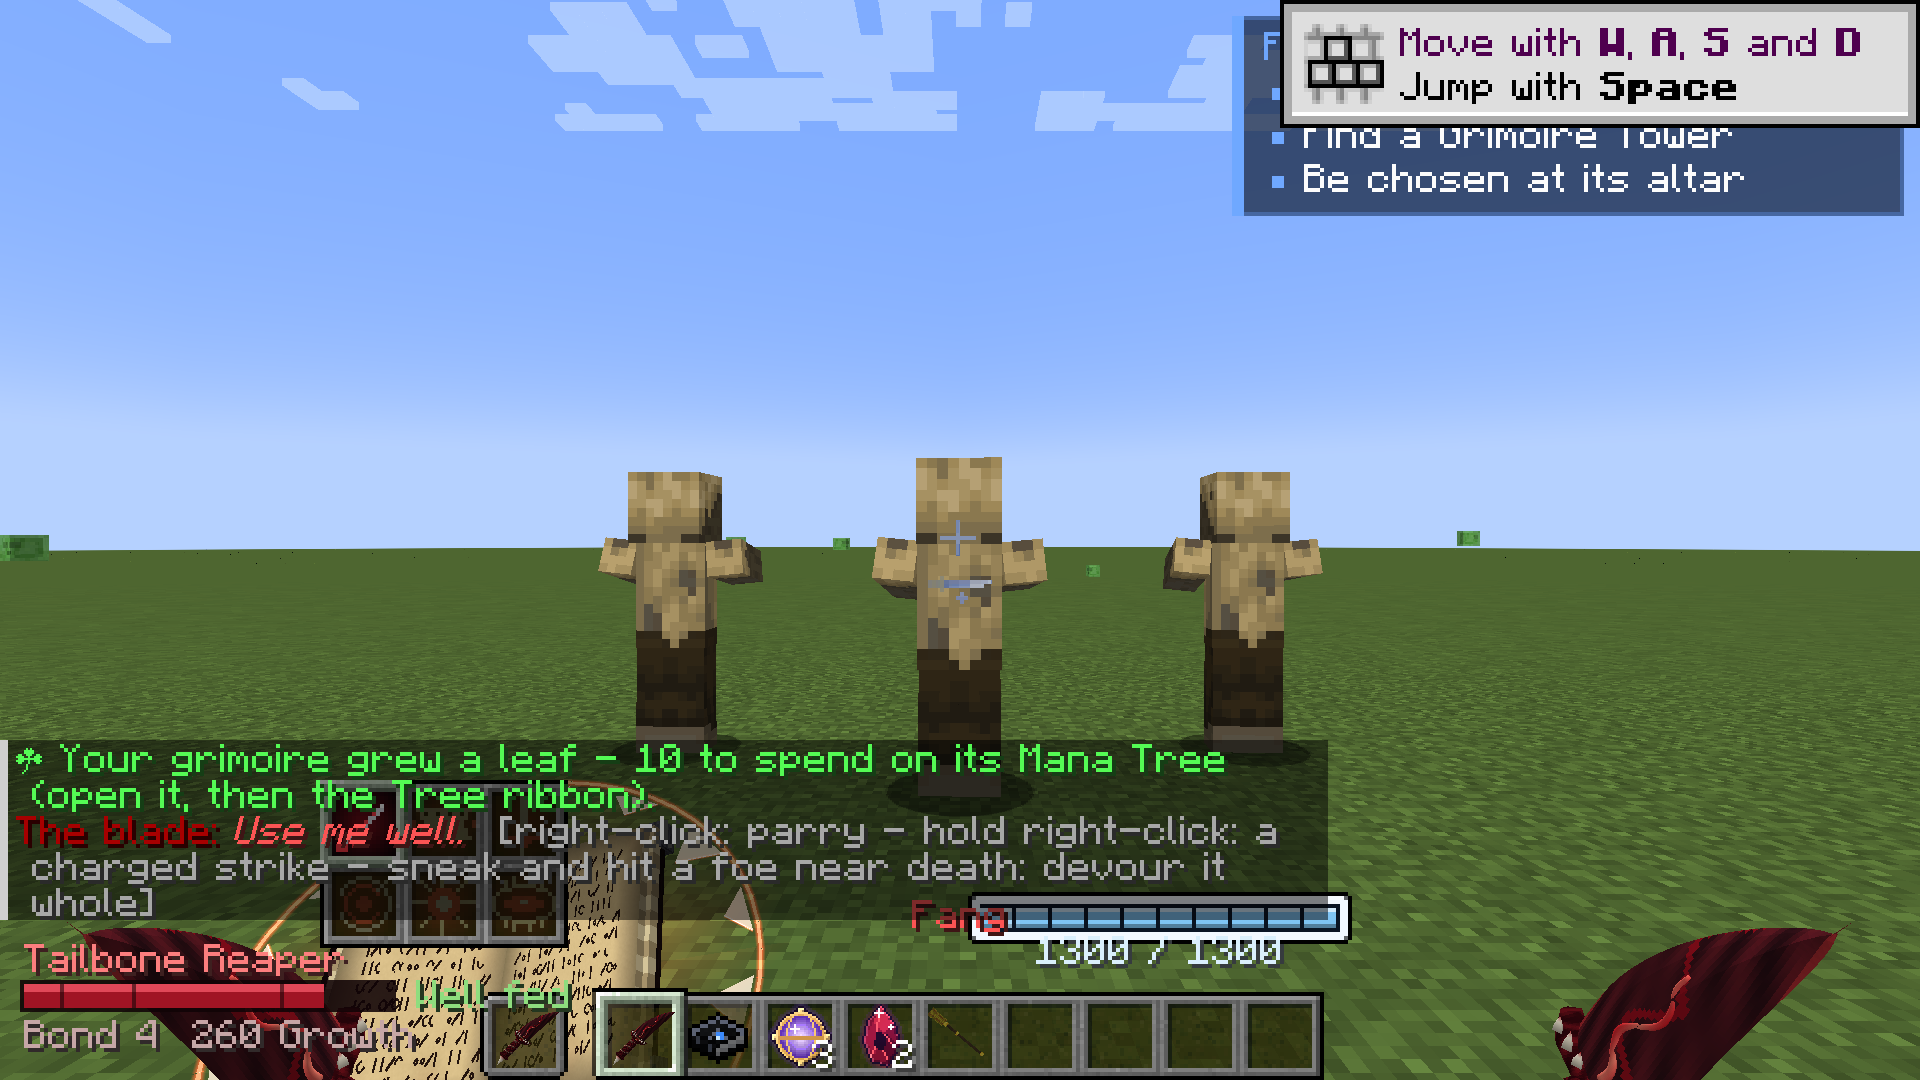 Move with W, A, S and D
Jump with Space
Find a Grimoire Tower
Be chosen at its altar
Your grimoire grew a leaf – 10 to spend on its Mana Tree
(open it, then the Tree ribbon).
The blade: Use me well. [right-click: parry – hold right-click: a
charged strike – sneak and hit a foe near death: devour it
whole]
Fang
1300 / 1300
Tailbone Reaper
Well-fed
Bond 4 260 Growth
3
2